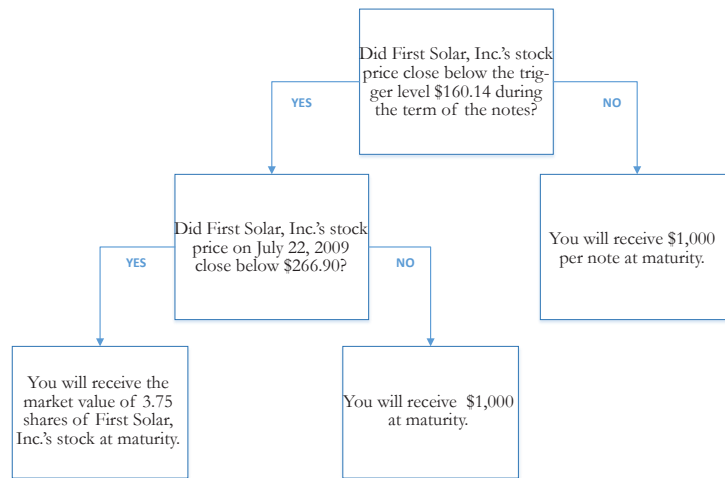 Did First Solar, Inc.'s stock
price close below the trig-
ger level $160.14 during
the term of the notes?
YES
NO
Did First Solar, Inc.'s stock
price on July 22, 2009
close below $266.90?
You will receive $1,000
per note at maturity.
YES
NO
You will receive the
market value of 3.75
shares of First Solar,
Inc.'s stock at maturity.
You will receive $1,000
at maturity.